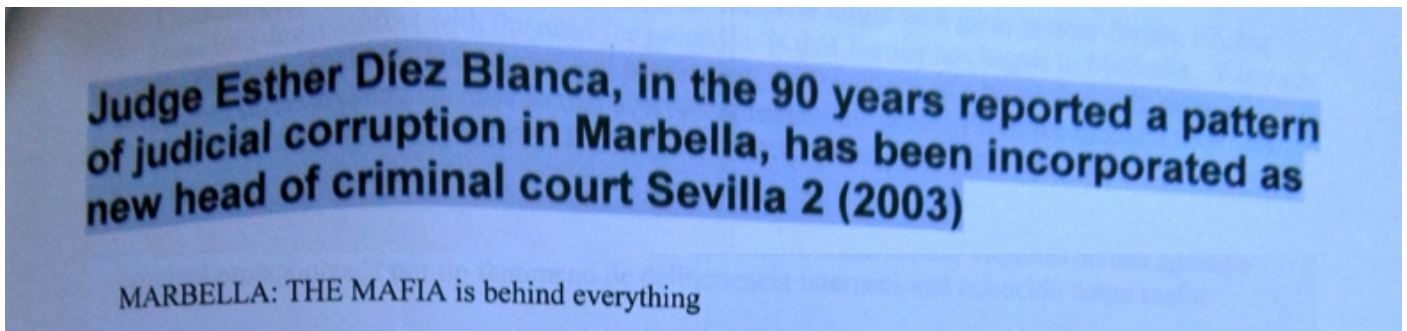 Judge Esther Díez Blanca, in the 90 years reported a pattern
of judicial corruption in Marbella, has been incorporated as
new head of criminal court Sevilla 2 (2003)
MARBELLA: THE MAFIA is behind everything